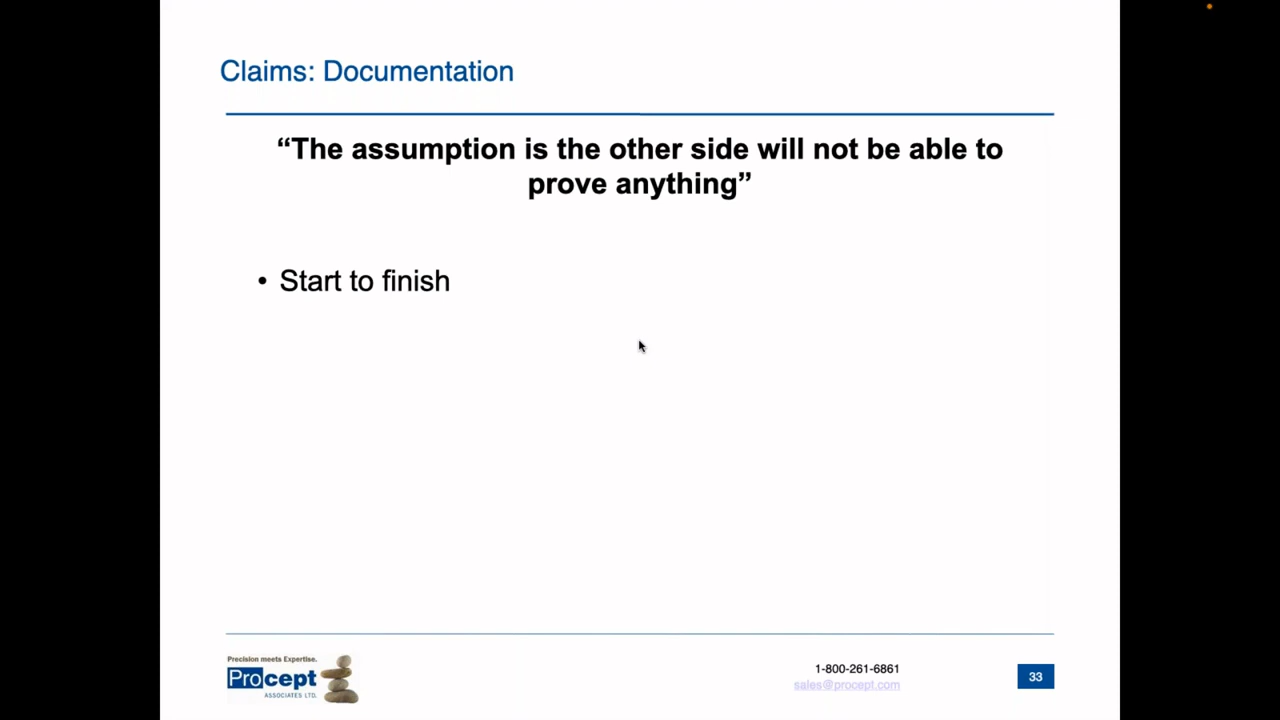 Claims: Documentation
“The assumption is the other side will not be able to
prove anything”
• Start to finish
Precision meets Expertise.
Procept
ASSOCIATES LTD.
1-800-261-6861
sales@procept.com
33